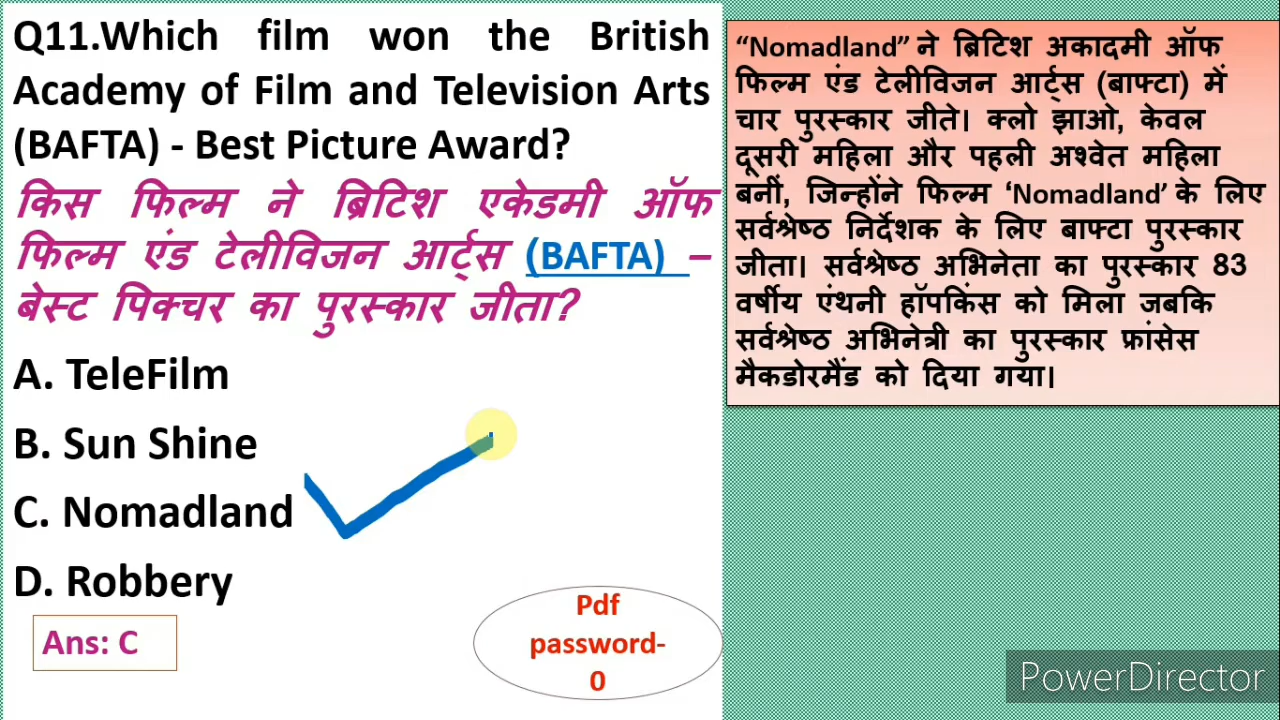 Q11.Which film won the British
Academy of Film and Television Arts
(BAFTA) - Best Picture Award?
किस फिल्म ने ब्रिटिश एकेडमी ऑफ
फिल्म एंड टेलीविजन आर्ट्स (BAFTA) –
बेस्ट पिक्चर का पुरस्कार जीता?
A. TeleFilm
B. Sun Shine
C. Nomadland
D. Robbery
Ans: C
Pdf
password-
0
“Nomadland” ने ब्रिटिश अकादमी ऑफ
फिल्म एंड टेलीविजन आर्ट्स (बाफ्टा) में
चार पुरस्कार जीते। क्लो झाओ, केवल
दूसरी महिला और पहली अश्वेत महिला
बनीं, जिन्होंने फिल्म ‘Nomadland’ के लिए
सर्वश्रेष्ठ निर्देशक के लिए बाफ्टा पुरस्कार
जीता। सर्वश्रेष्ठ अभिनेता का पुरस्कार 83
वर्षीय एंथनी हॉपकिंस को मिला जबकि
सर्वश्रेष्ठ अभिनेत्री का पुरस्कार फ्रांसेस
मैकडोरमैंड को दिया गया।
PowerDirector